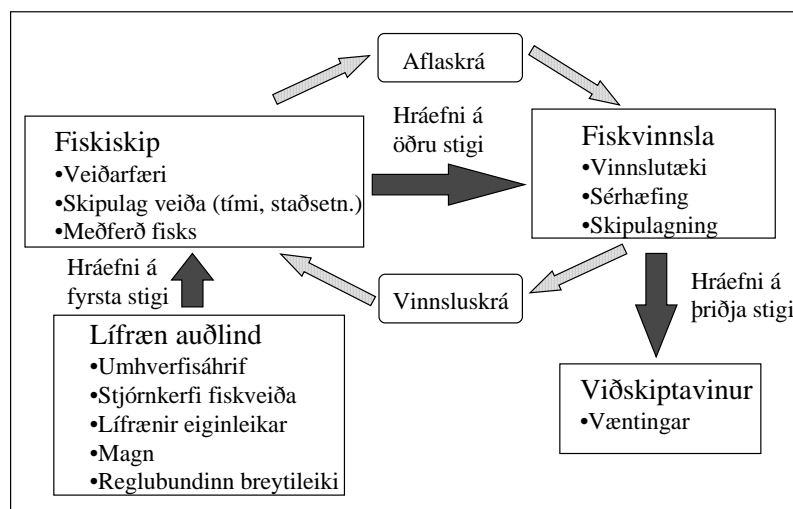 Aflaskrá
Hráefni á
öðru stigi
Fiskiskip
•Veiðarfæri
•Skipulag veiða (tími, staðsetn.)
•Meðferð fisks
Fiskvinnsla
•Vinnslutæki
•Sérhæfing
•Skipulagning
Hráefni á
fyrsta stigi
Vinnsluskrá
Hráefni á
þriðja stigi
Lífræn auðlind
•Umhverfisáhrif
•Stjórnkerfi fiskveiða
•Lífrænir eiginleikar
•Magn
•Reglubundinn breytileiki
Viðskiptavinur
•Væntingar